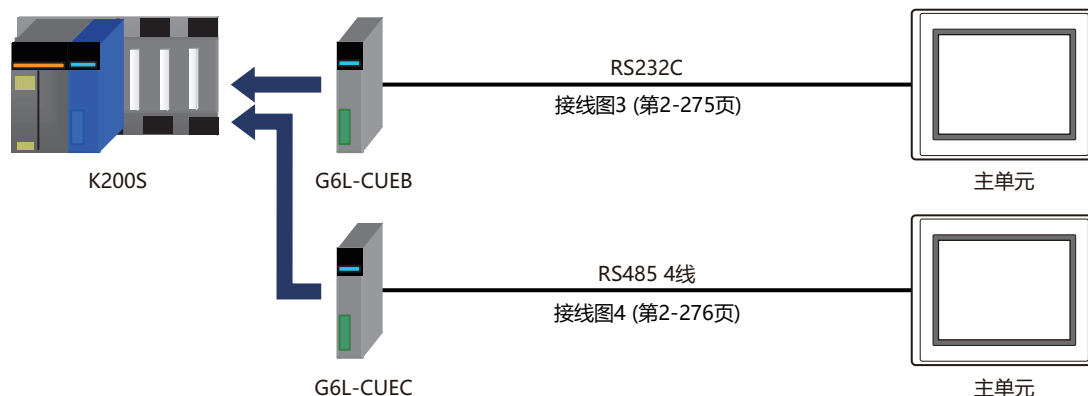 RS232C
接线图3 (第2-275页)
K200S
G6L-CUEB
主单元
RS485 4线
接线图4 (第2-276页)
G6L-CUEC
主单元